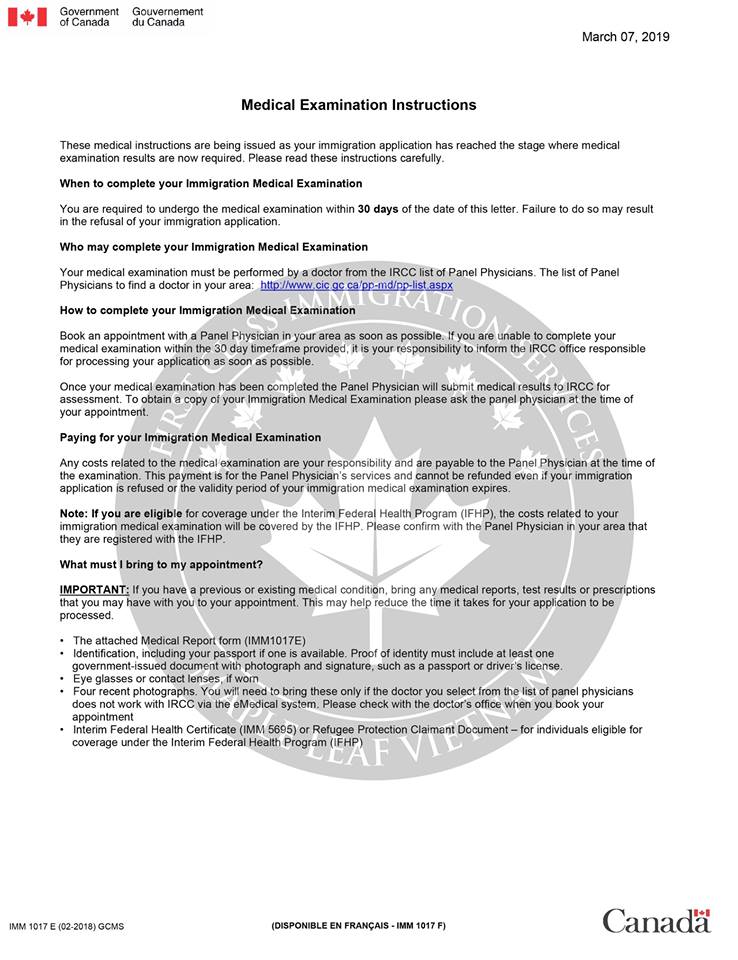 Government Gouvernement
of Canada du Canada
March 07, 2019
Medical Examination Instructions
These medical instructions are being issued as your immigration application has reached the stage where medical
examination results are now required. Please read these instructions carefully.
When to complete your Immigration Medical Examination
You are required to undergo the medical examination within 30 days of the date of this letter. Failure to do so may result
in the refusal of your immigration application.
Who may complete your Immigration Medical Examination
Your medical examination must be performed by a doctor from the IRCC list of Panel Physicians. The list of Panel
Physicians to find a doctor in your area: http://www.cic.gc.ca/pp-md/pp-list.aspx
How to complete your Immigration Medical Examination
Book an appointment with a Panel Physician in your area as soon as possible. If you are unable to complete your
medical examination within the 30 day timeframe provided, it is your responsibility to inform the IRCC office responsible
for processing your application as soon as possible.
Once your medical examination has been completed the Panel Physician will submit medical results to IRCC for
assessment. To obtain a copy of your Immigration Medical Examination please ask the panel physician at the time of
your appointment.
Paying for your Immigration Medical Examination
Any costs related to the medical examination are your responsibility and are payable to the Panel Physician at the time of
the examination. This payment is for the Panel Physician's services and cannot be refunded even if your immigration
application is refused or the validity period of your immigration medical examination expires.
Note: If you are eligible for coverage under the Interim Federal Health Program (IFHP), the costs related to your
immigration medical examination will be covered by the IFHP. Please confirm with the Panel Physician in your area that
they are registered with the IFHP.
What must I bring to my appointment?
IMPORTANT: If you have a previous or existing medical condition, bring any medical reports, test results or prescriptions
that you may have with you to your appointment. This may help reduce the time it takes for your application to be
processed.
• The attached Medical Report form (IMM1017E)
• Identification, including your passport if one is available. Proof of identity must include at least one
government-issued document with photograph and signature, such as a passport or driver's license.
• Eye glasses or contact lenses, if worn
• Four recent photographs. You will need to bring these only if the doctor you select from the list of panel physicians
does not work with IRCC via the eMedical system. Please check with the doctor's office when you book your
appointment
• Interim Federal Health Certificate (IMM 5695) or Refugee Protection Claimant Document – for individuals eligible for
coverage under the Interim Federal Health Program (IFHP)
FIRST CLASS IMMIGRATION SERVICES
MAPLE LEAF VIETNAM
IMM 1017 E (02-2018) GCMS
(DISPONIBLE EN FRANÇAIS - IMM 1017 F)
Canada